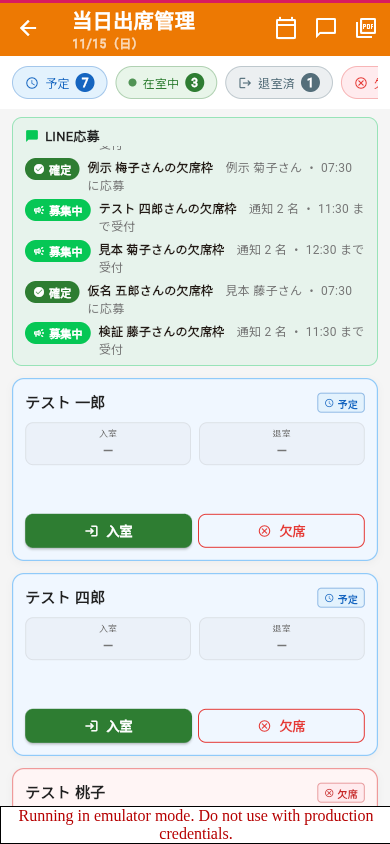 当日出席管理
11/15（日）
予定 7 在室中 3 退室済 1
LINE応募
受付
確定 例示 梅子さんの欠席枠 例示 菊子さん ・ 07:30
に応募
募集中 テスト 四郎さんの欠席枠 通知 2 名 ・ 11:30 ま
で受付
募集中 見本 菊子さんの欠席枠 通知 2 名 ・ 12:30 まで
受付
確定 仮名 五郎さんの欠席枠 見本 藤子さん ・ 07:30
に応募
募集中 検証 藤子さんの欠席枠 通知 2 名 ・ 11:30 まで
受付
テスト 一郎 予定
入室 退室
— —
入室 欠席
テスト 四郎 予定
入室 退室
— —
入室 欠席
テスト 桃子 欠席
Running in emulator mode. Do not use with production
credentials.